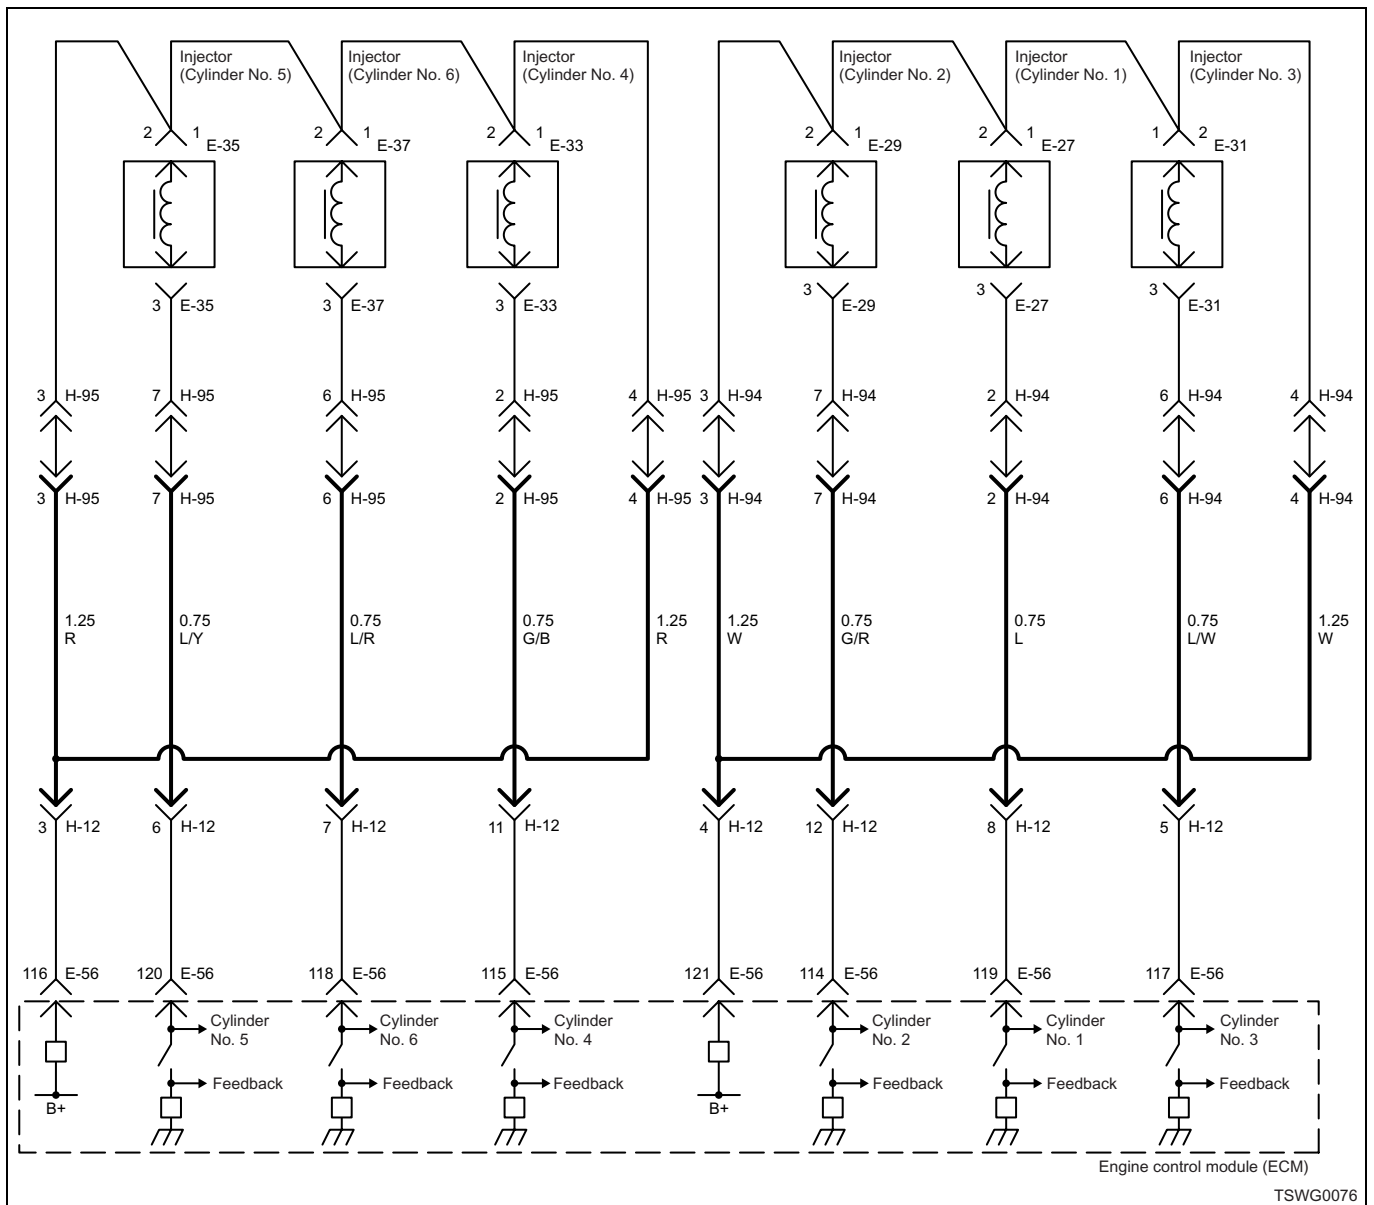 Injector
(Cylinder No. 5)
Injector
(Cylinder No. 6)
Injector
(Cylinder No. 4)
Injector
(Cylinder No. 2)
Injector
(Cylinder No. 1)
Injector
(Cylinder No. 3)
2 1 E-35 2 1 E-37 2 1 E-33 2 1 E-29 2 1 E-27 1 2 E-31
3 E-35 3 E-37 3 E-33 3 E-29 3 E-27 3 E-31
3 H-95 7 H-95 6 H-95 2 H-95 4 H-95 3 H-94 7 H-94 2 H-94 6 H-94 4 H-94
3 H-95 7 H-95 6 H-95 2 H-95 4 H-95 3 H-94 7 H-94 2 H-94 6 H-94 4 H-94
1.25 0.75 0.75 0.75 1.25 1.25 0.75 0.75 0.75 1.25
R L/Y L/R G/B R W G/R L L/W W
3 H-12 6 H-12 7 H-12 11 H-12 4 H-12 12 H-12 8 H-12 5 H-12
116 E-56 120 E-56 118 E-56 115 E-56 121 E-56 114 E-56 119 E-56 117 E-56
Cylinder
No. 5
Cylinder
No. 6
Cylinder
No. 4
Cylinder
No. 2
Cylinder
No. 1
Cylinder
No. 3
Feedback Feedback Feedback Feedback Feedback Feedback
B+ B+
Engine control module (ECM)
TSWG0076